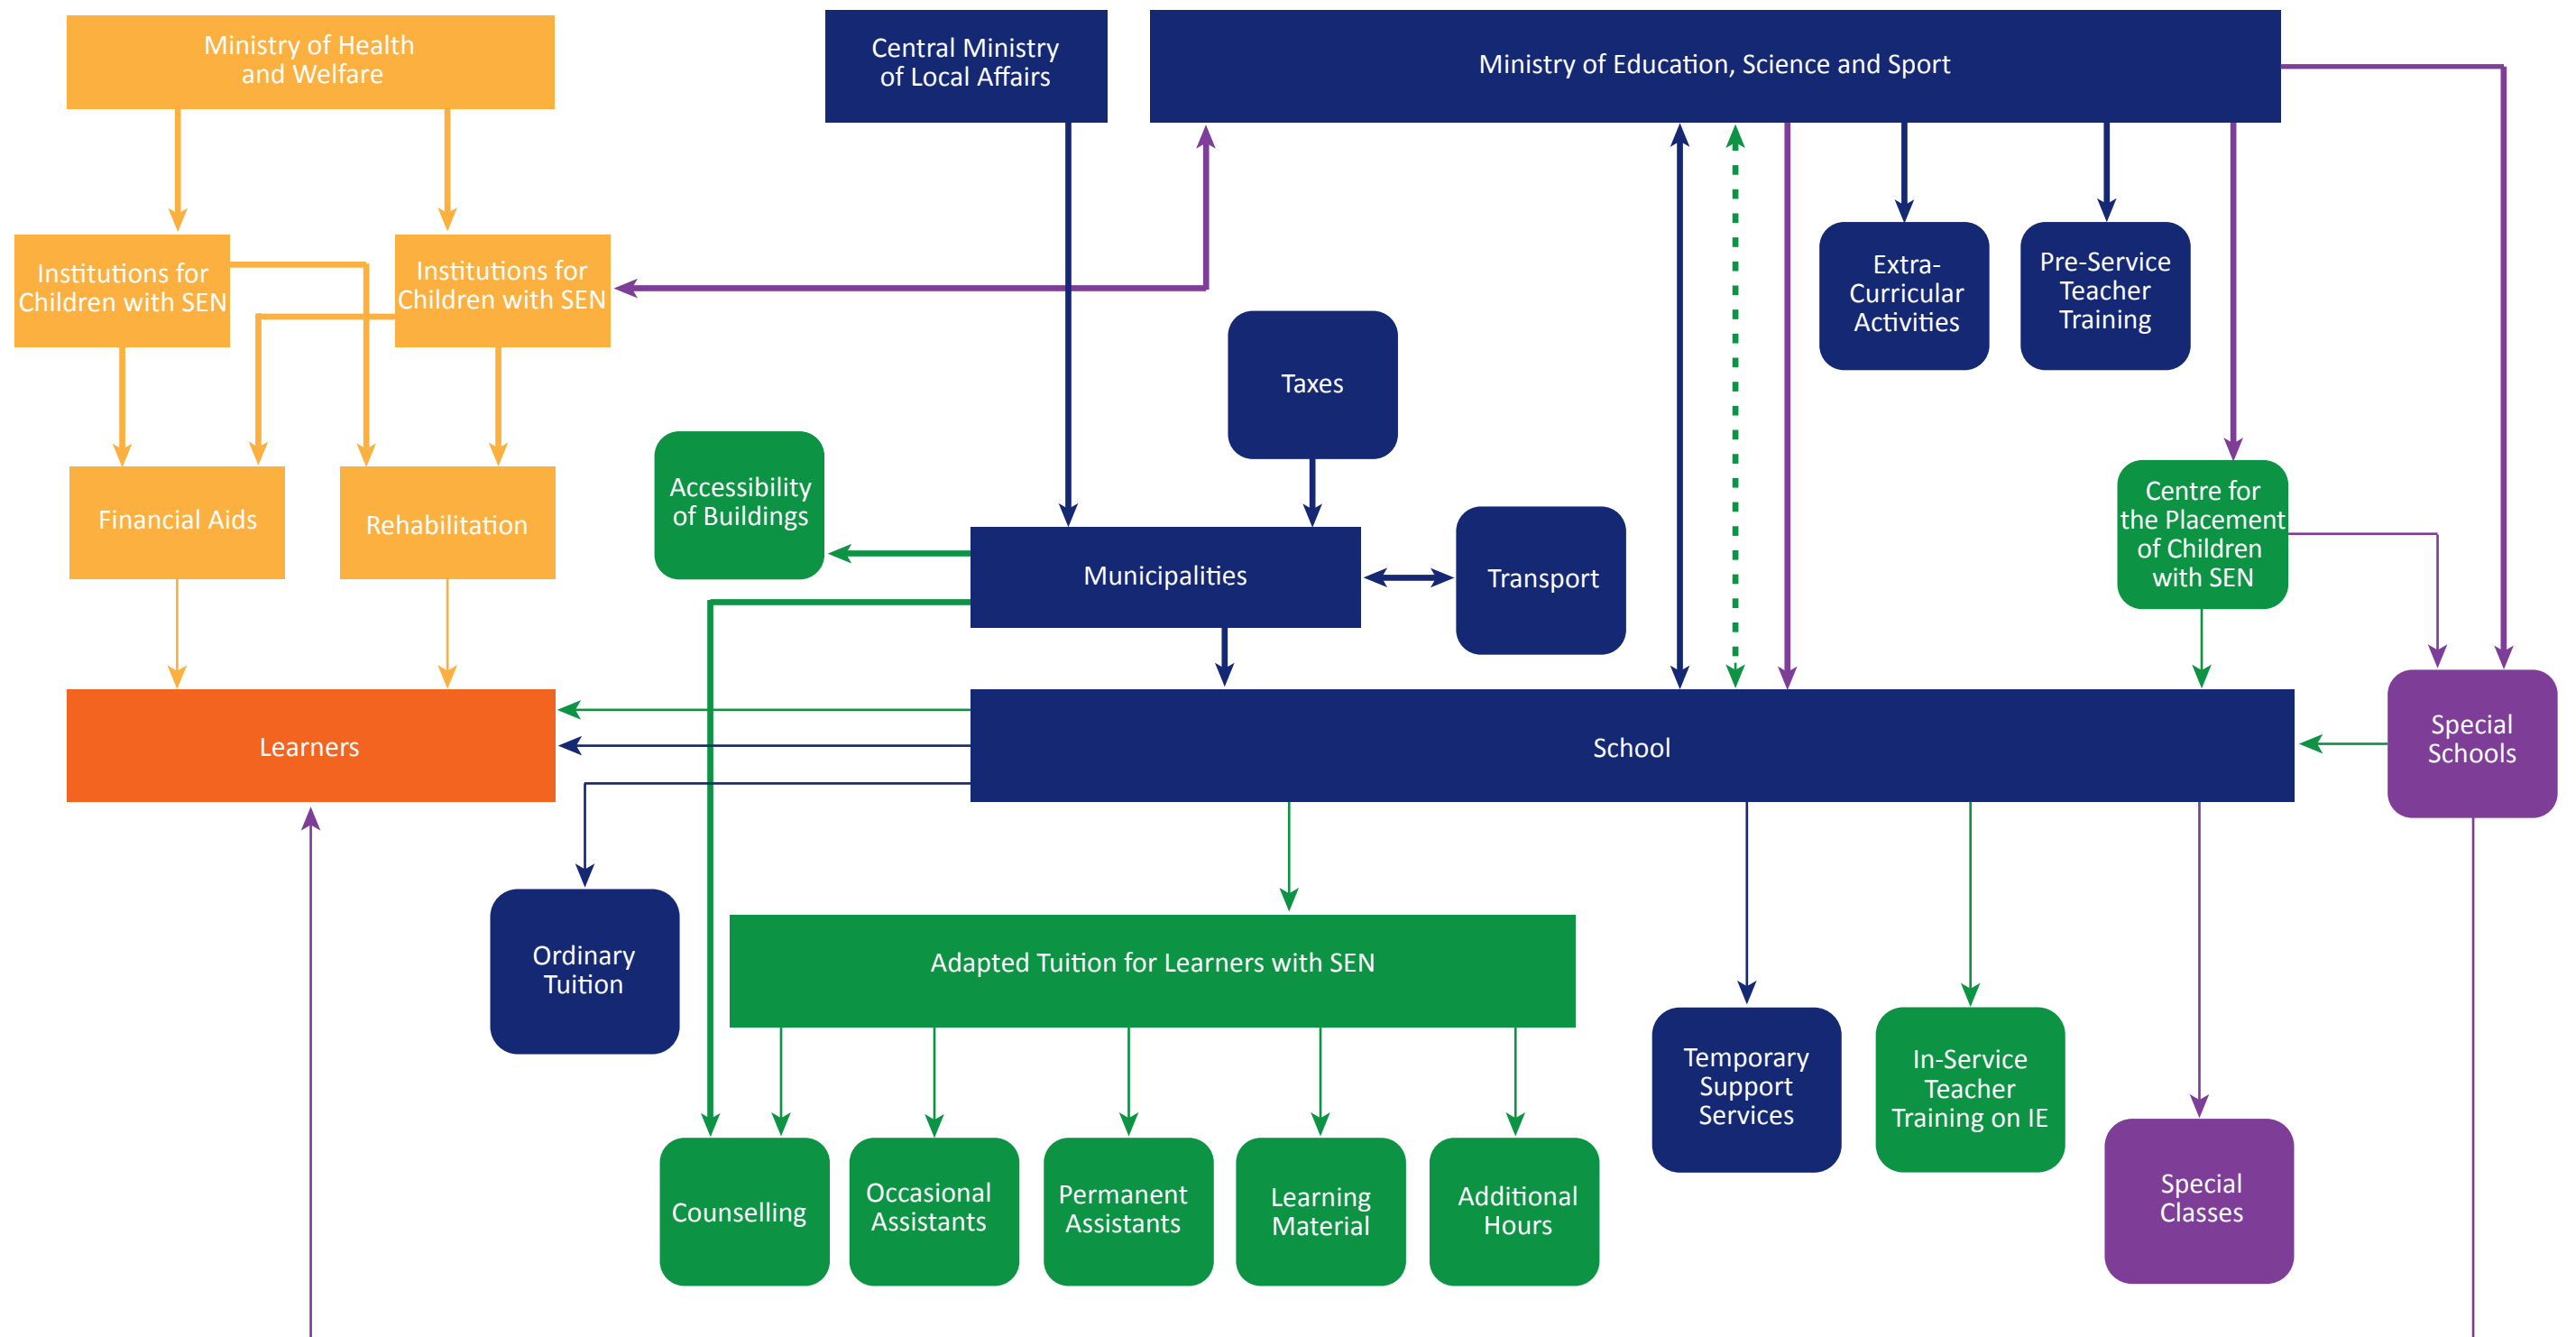 Ministry of Health
and Welfare
Central Ministry
of Local Affairs
Ministry of Education, Science and Sport
Institutions for
Children with SEN
Institutions for
Children with SEN
Extra-
Curricular
Activities
Pre-Service
Teacher
Training
Taxes
Accessibility
of Buildings
Financial Aids
Rehabilitation
Municipalities
Transport
Centre for
the Placement
of Children
with SEN
Learners
School
Special
Schools
Ordinary
Tuition
Adapted Tuition for Learners with SEN
Temporary
Support
Services
In-Service
Teacher
Training on IE
Counselling
Occasional
Assistants
Permanent
Assistants
Learning
Material
Additional
Hours
Special
Classes